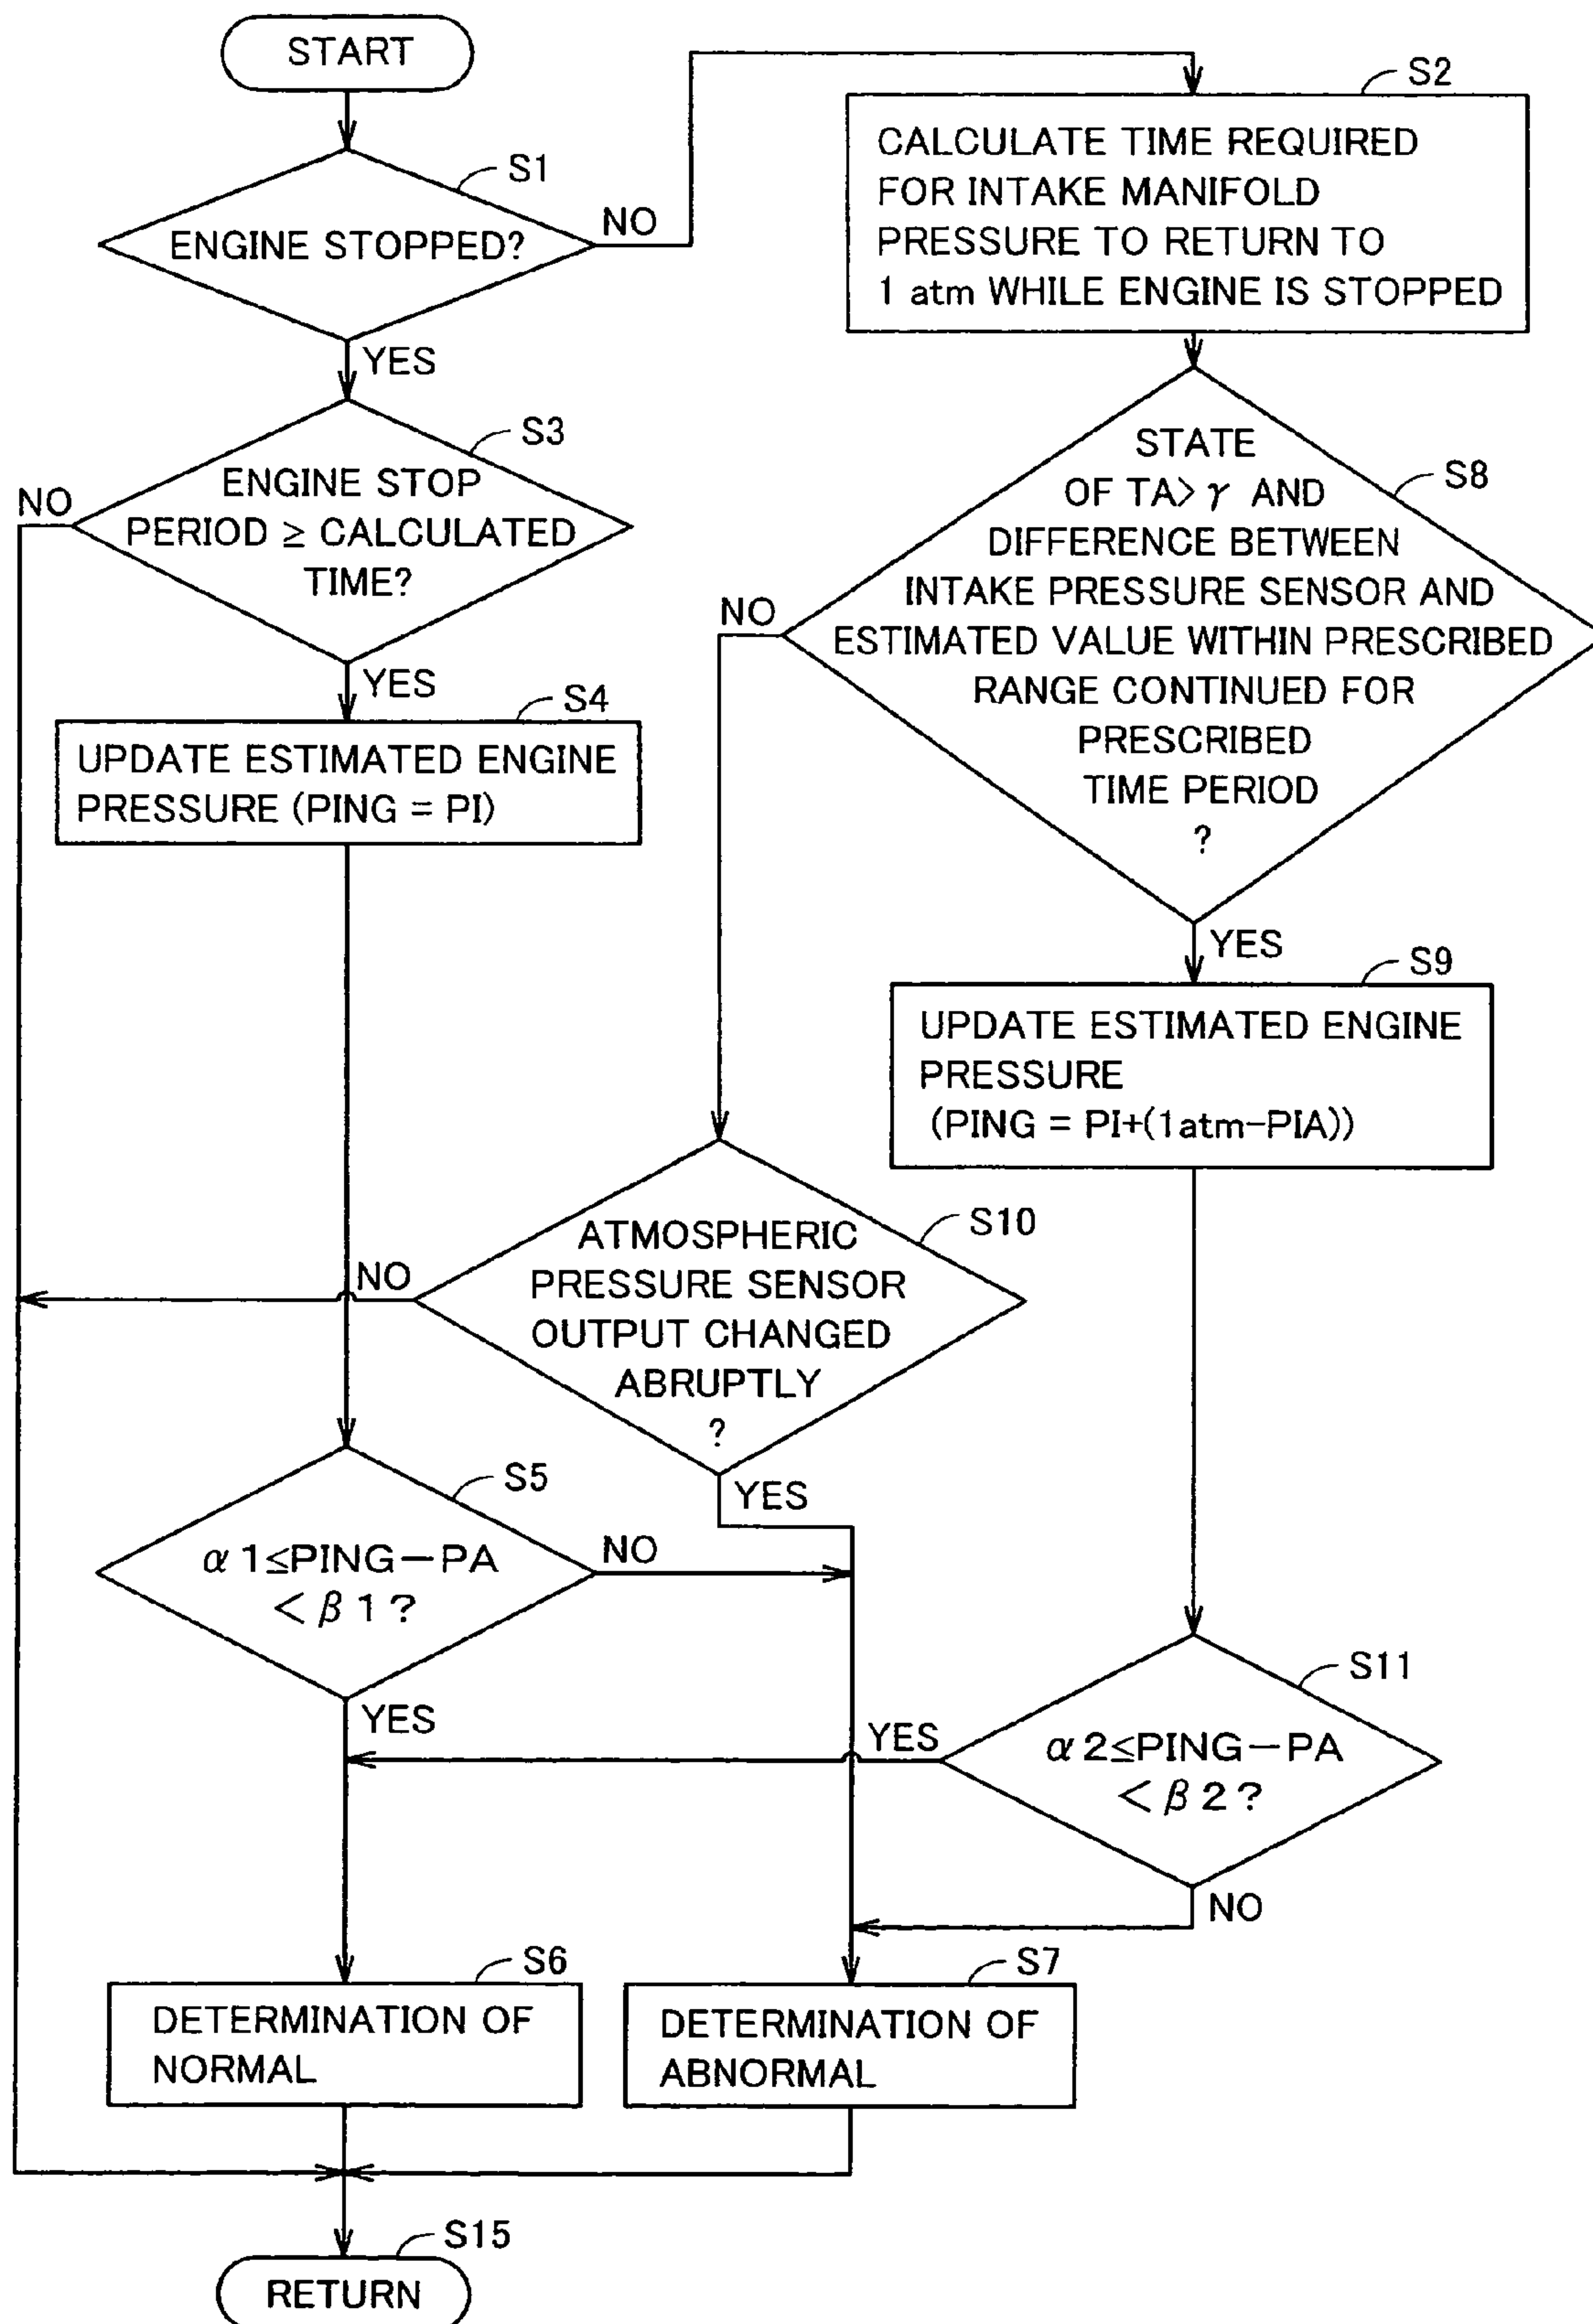 START
S1
ENGINE STOPPED?
NO
YES
S2
CALCULATE TIME REQUIRED
FOR INTAKE MANIFOLD
PRESSURE TO RETURN TO
1 atm WHILE ENGINE IS STOPPED
S3
ENGINE STOP
PERIOD ≥ CALCULATED
TIME?
NO
YES
S4
UPDATE ESTIMATED ENGINE
PRESSURE (PING = PI)
S8
STATE
OF TA> γ AND
DIFFERENCE BETWEEN
INTAKE PRESSURE SENSOR AND
ESTIMATED VALUE WITHIN PRESCRIBED
RANGE CONTINUED FOR
PRESCRIBED
TIME PERIOD
?
NO
YES
S9
UPDATE ESTIMATED ENGINE
PRESSURE
(PING = PI+(1atm-PIA))
S10
ATMOSPHERIC
PRESSURE SENSOR
OUTPUT CHANGED
ABRUPTLY
?
NO
YES
S5
α1≤PING-PA
<β1?
NO
YES
S11
α2≤PING-PA
<β2?
YES
NO
S6
DETERMINATION OF
NORMAL
S7
DETERMINATION OF
ABNORMAL
S15
RETURN